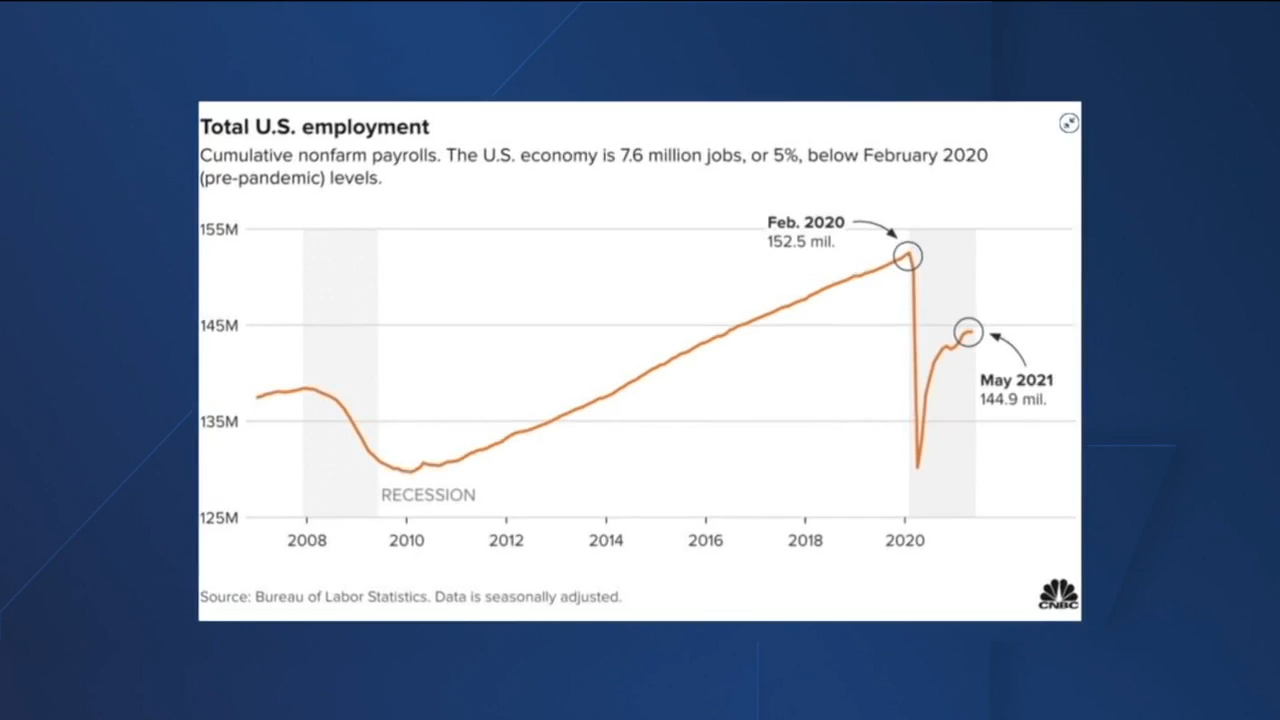 Total U.S. employment
Cumulative nonfarm payrolls. The U.S. economy is 7.6 million jobs, or 5%, below February 2020
(pre-pandemic) levels.
155M
Feb. 2020
152.5 mil.
145M
May 2021
144.9 mil.
135M
RECESSION
125M
2008 2010 2012 2014 2016 2018 2020
Source: Bureau of Labor Statistics. Data is seasonally adjusted.
CNBC